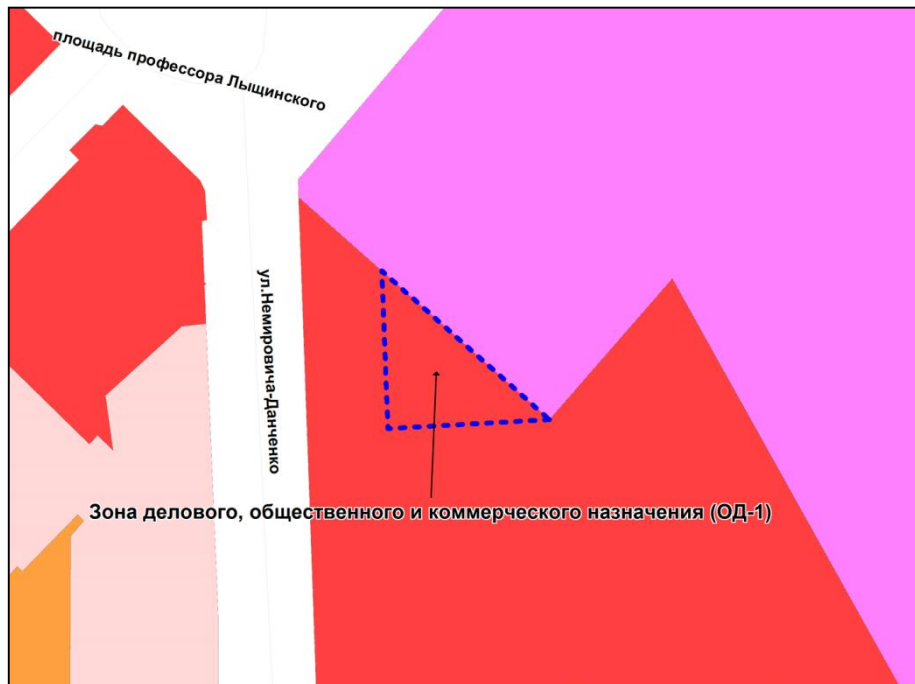 площадь профессора Лыщинского
ул.Немировича-Данченко
Зона делового, общественного и коммерческого назначения (ОД-1)